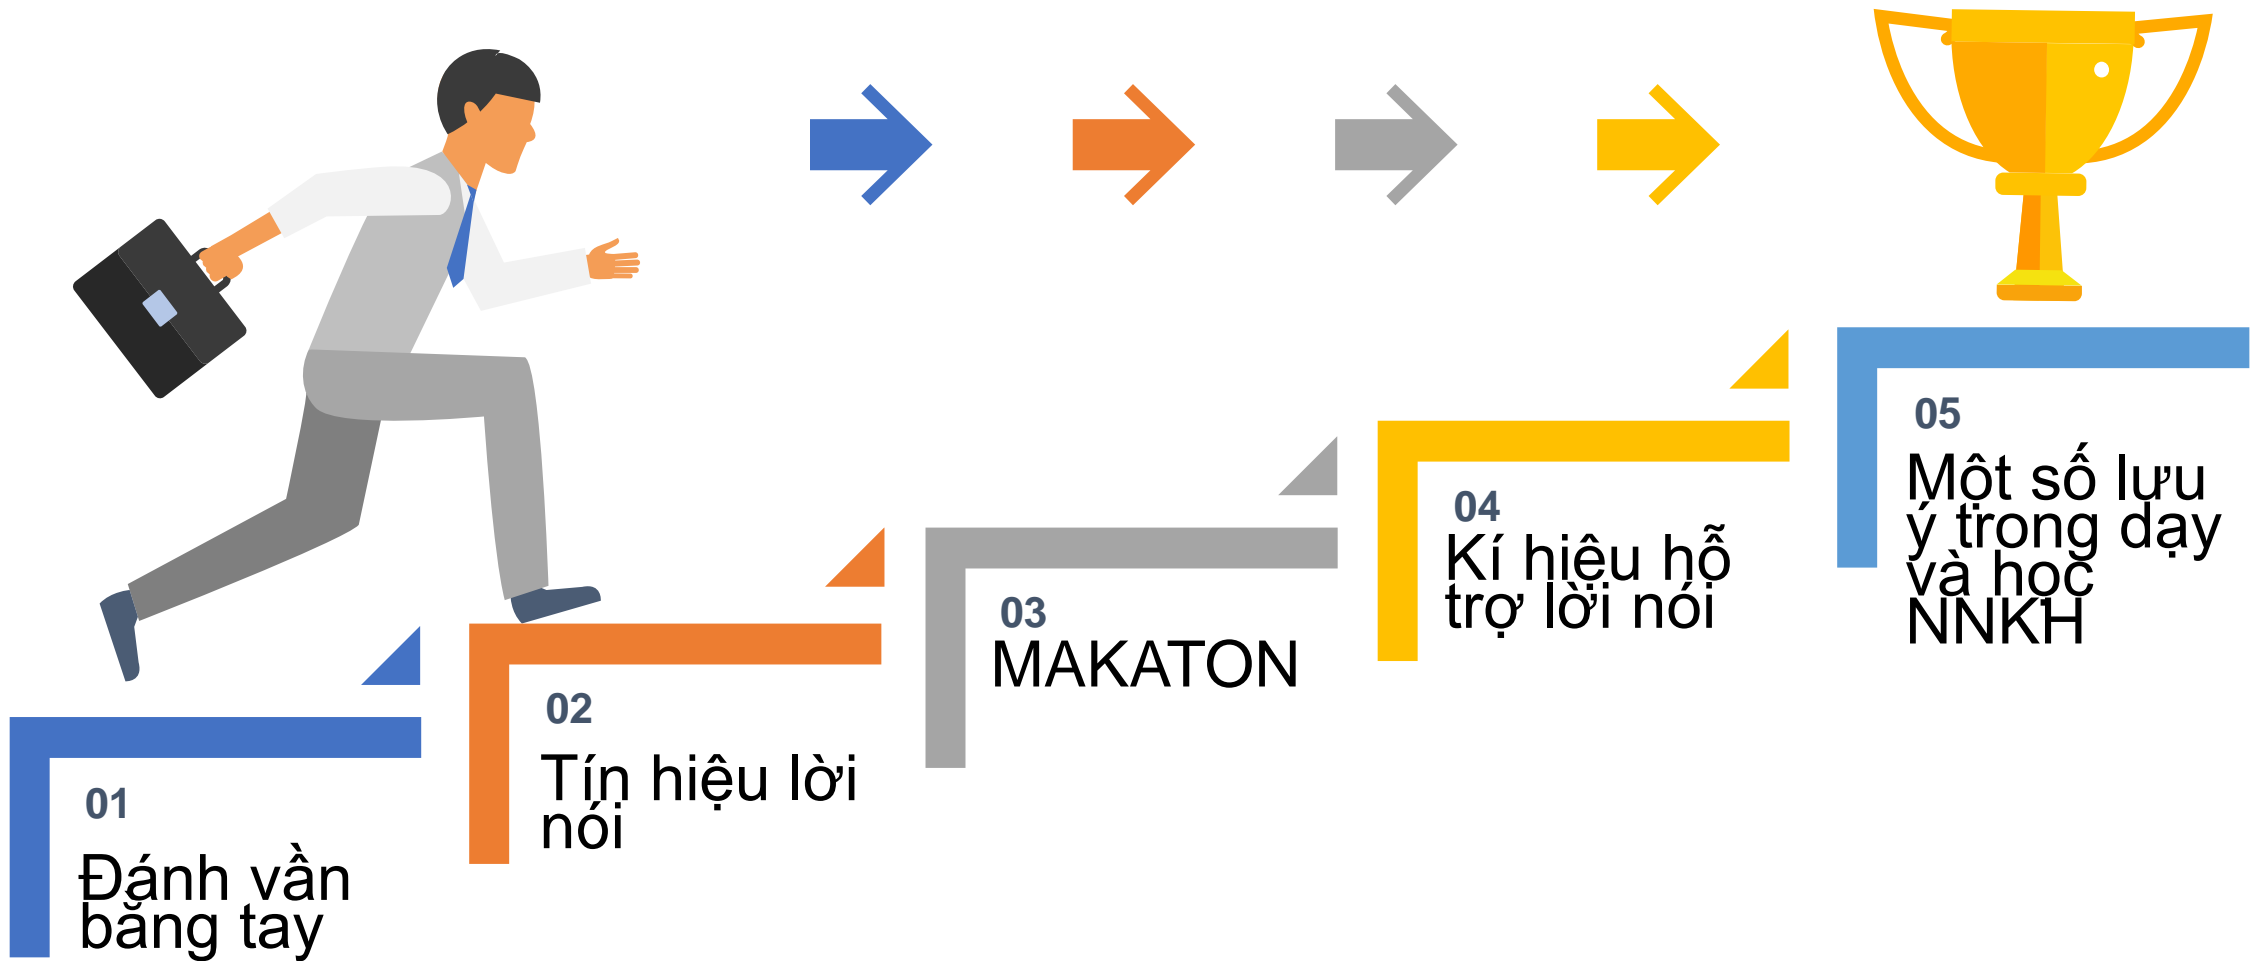 01
Đánh vần
bằng tay
02
Tín hiệu lời
nói
03
MAKATON
04
Kí hiệu hỗ
trợ lời nói
05
Một số lưu
ý trong dạy
và học
NNKH